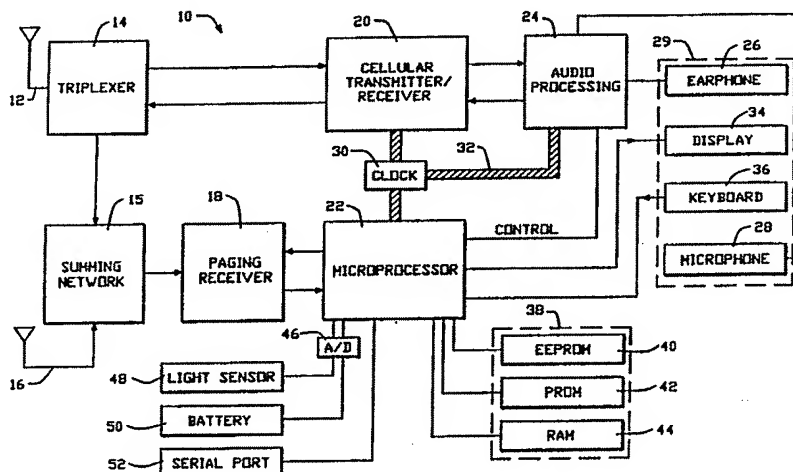 14
10
20
24
29
26
TRIPLEXER
CELLULAR
TRANSHITTER/
RECEIVER
AUDIO
PROCESSING
EARPHONE
12
34
DISPLAY
30
32
CLOCK
36
KEYBOARD
15
18
22
28
CONTROL
MICROPHONE
SUMMING
NETWORK
PAGING
RECEIVER
MICROPROCESSOR
16
46
A/D
38
48
LIGHT SENSOR
EEPROM
40
50
BATTERY
PROM
42
52
SERIAL PORT
RAM
44